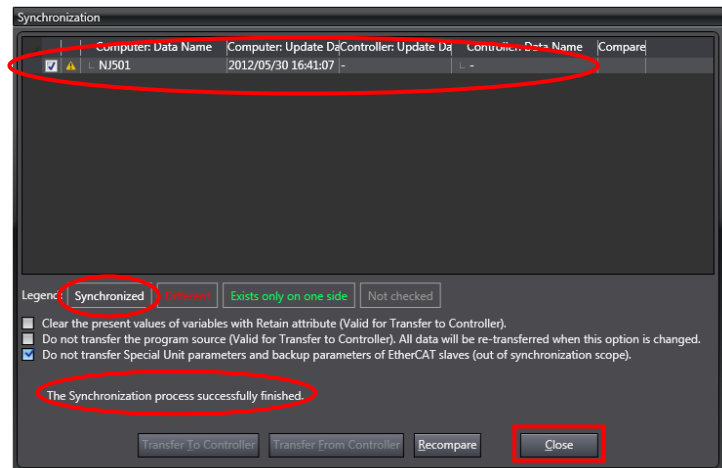 Synchronization
Computer: Data Name Computer: Update Da Controller: Update Da Controller: Data Name Compare
NJ501 2012/05/30 16:41:07 - -
Legend: Synchronized Different Exists only on one side Not checked
Clear the present values of variables with Retain attribute (Valid for Transfer to Controller).
Do not transfer the program source (Valid for Transfer to Controller). All data will be re-transferred when this option is changed.
Do not transfer Special Unit parameters and backup parameters of EtherCAT slaves (out of synchronization scope).
The Synchronization process successfully finished.
Transfer To Controller Transfer From Controller Recompare Close